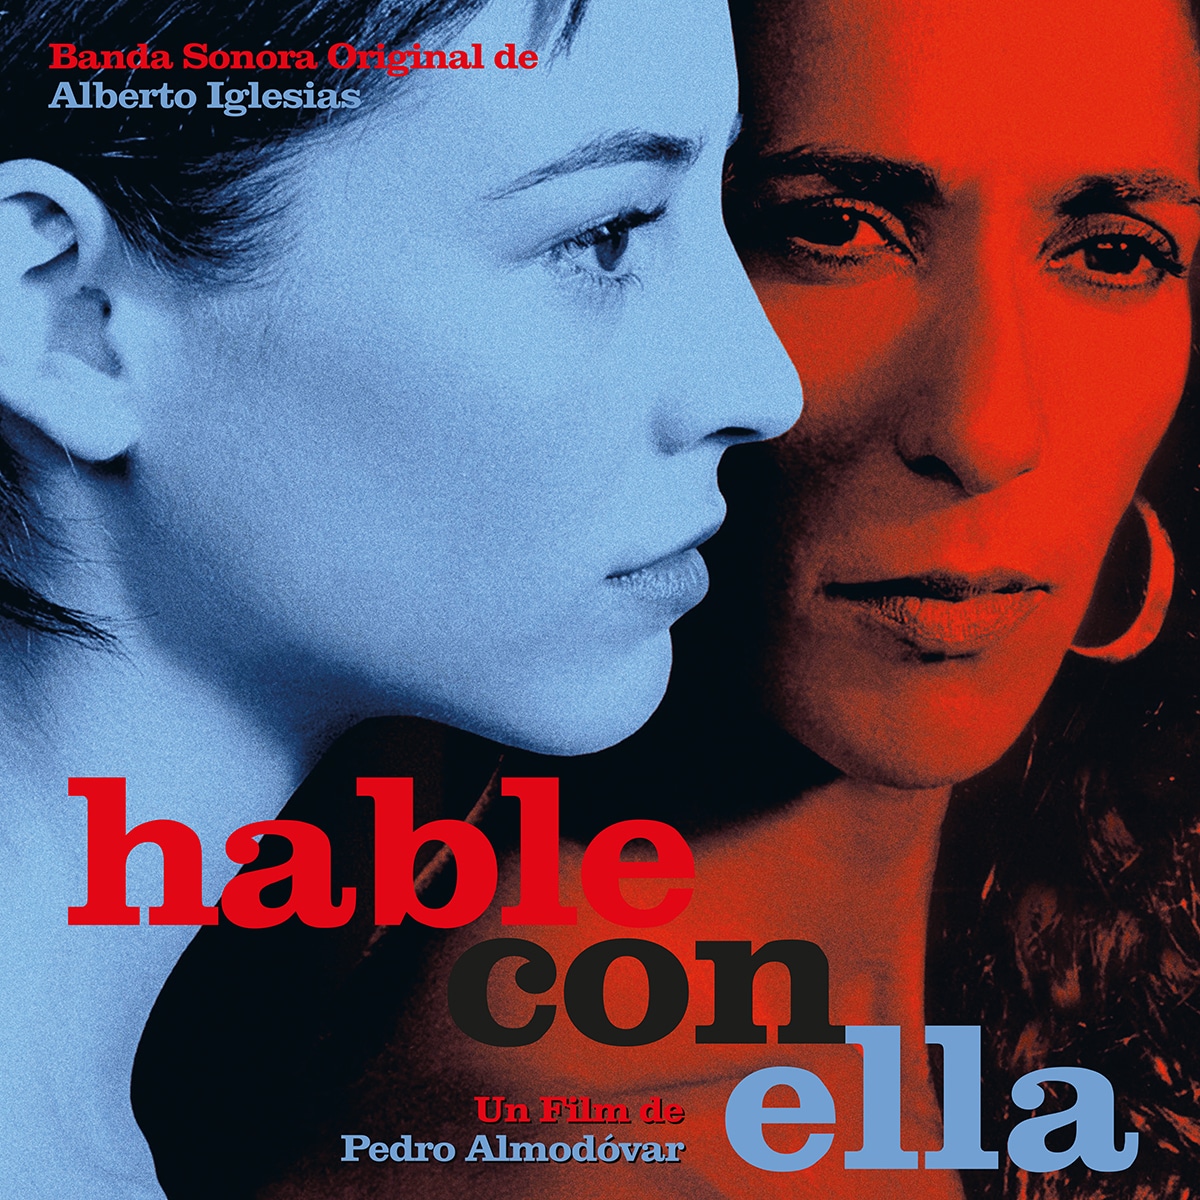 Banda Sonora Original de
Alberto Iglesias
hable
con
ella
Un Film de
Pedro Almodóvar